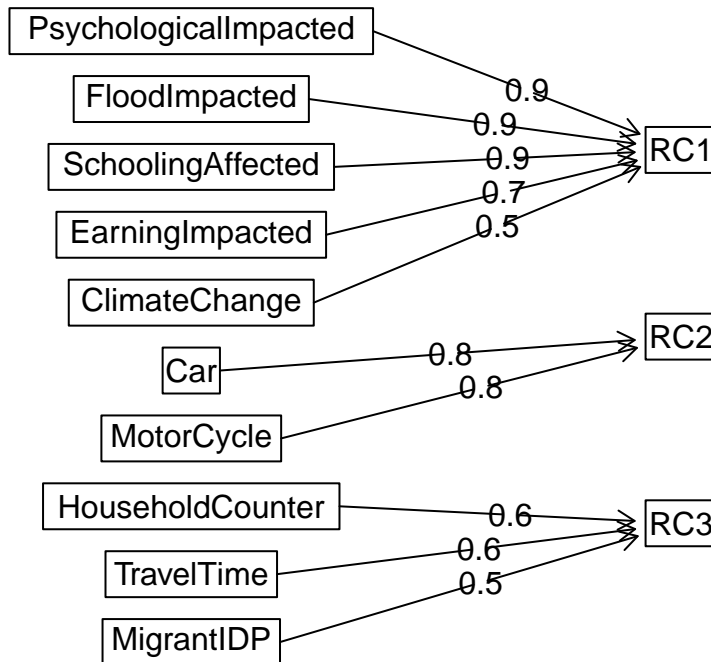 PsychologicalImpacted
0.9
FloodImpacted
0.9
RC1
SchoolingAffected
0.9
0.7
EarningImpacted
0.5
ClimateChange
RC2
0.8
Car
0.8
MotorCycle
HouseholdCounter
0.6
RC3
0.6
TravelTime
0.5
MigrantIDP